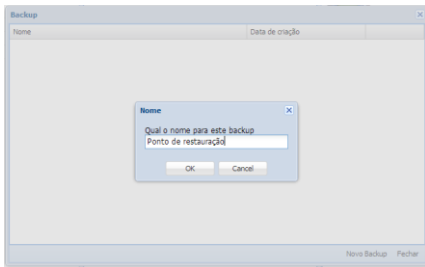 Backup
Nome Data de criação
Nome
Qual o nome para este backup
Ponto de restauração
OK Cancel
Novo Backup Fechar